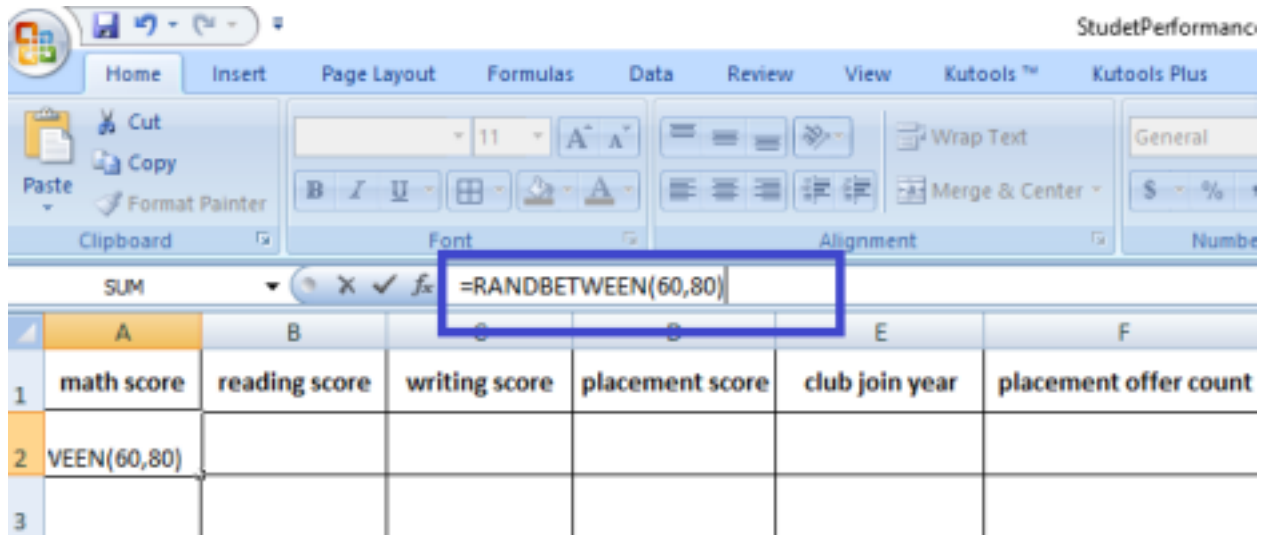 StudetPerformance
Home Insert Page Layout Formulas Data Review View Kutools ™ Kutools Plus
Cut
Copy
Paste
Format Painter
11 A A
Wrap Text
General
B I U A
Merge & Center
$ %
Clipboard Font Alignment Numbe
SUM fx =RANDBETWEEN(60,80)
A B C D E F
1 math score reading score writing score placement score club join year placement offer count
2 VEEN(60,80)
3